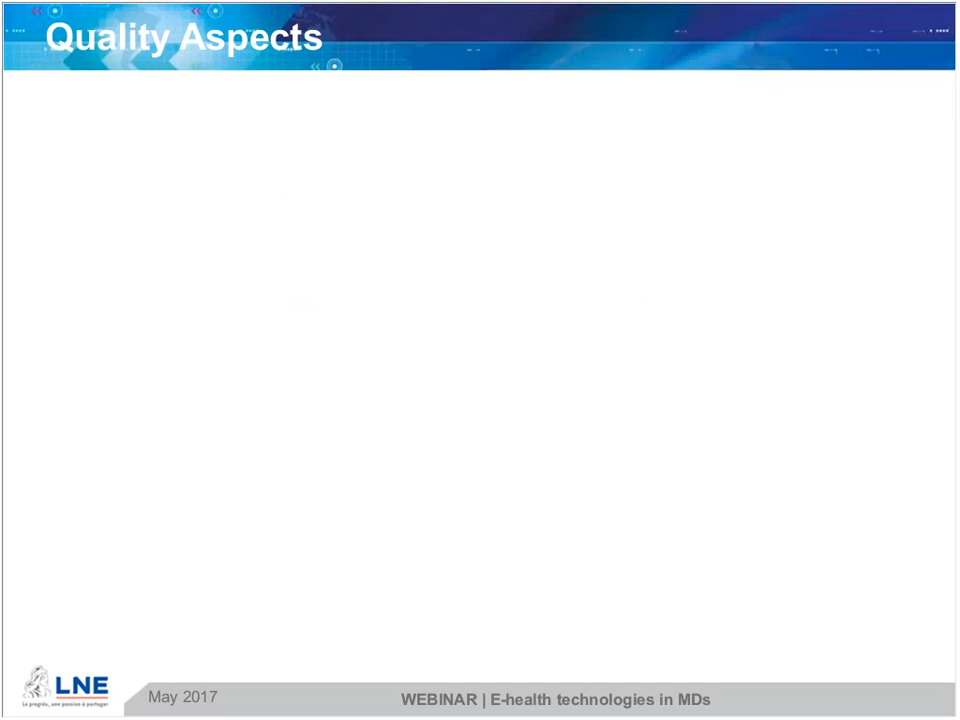 Quality Aspects
LNE
Le progrès, une passion à partager
May 2017
WEBINAR | E-health technologies in MDs